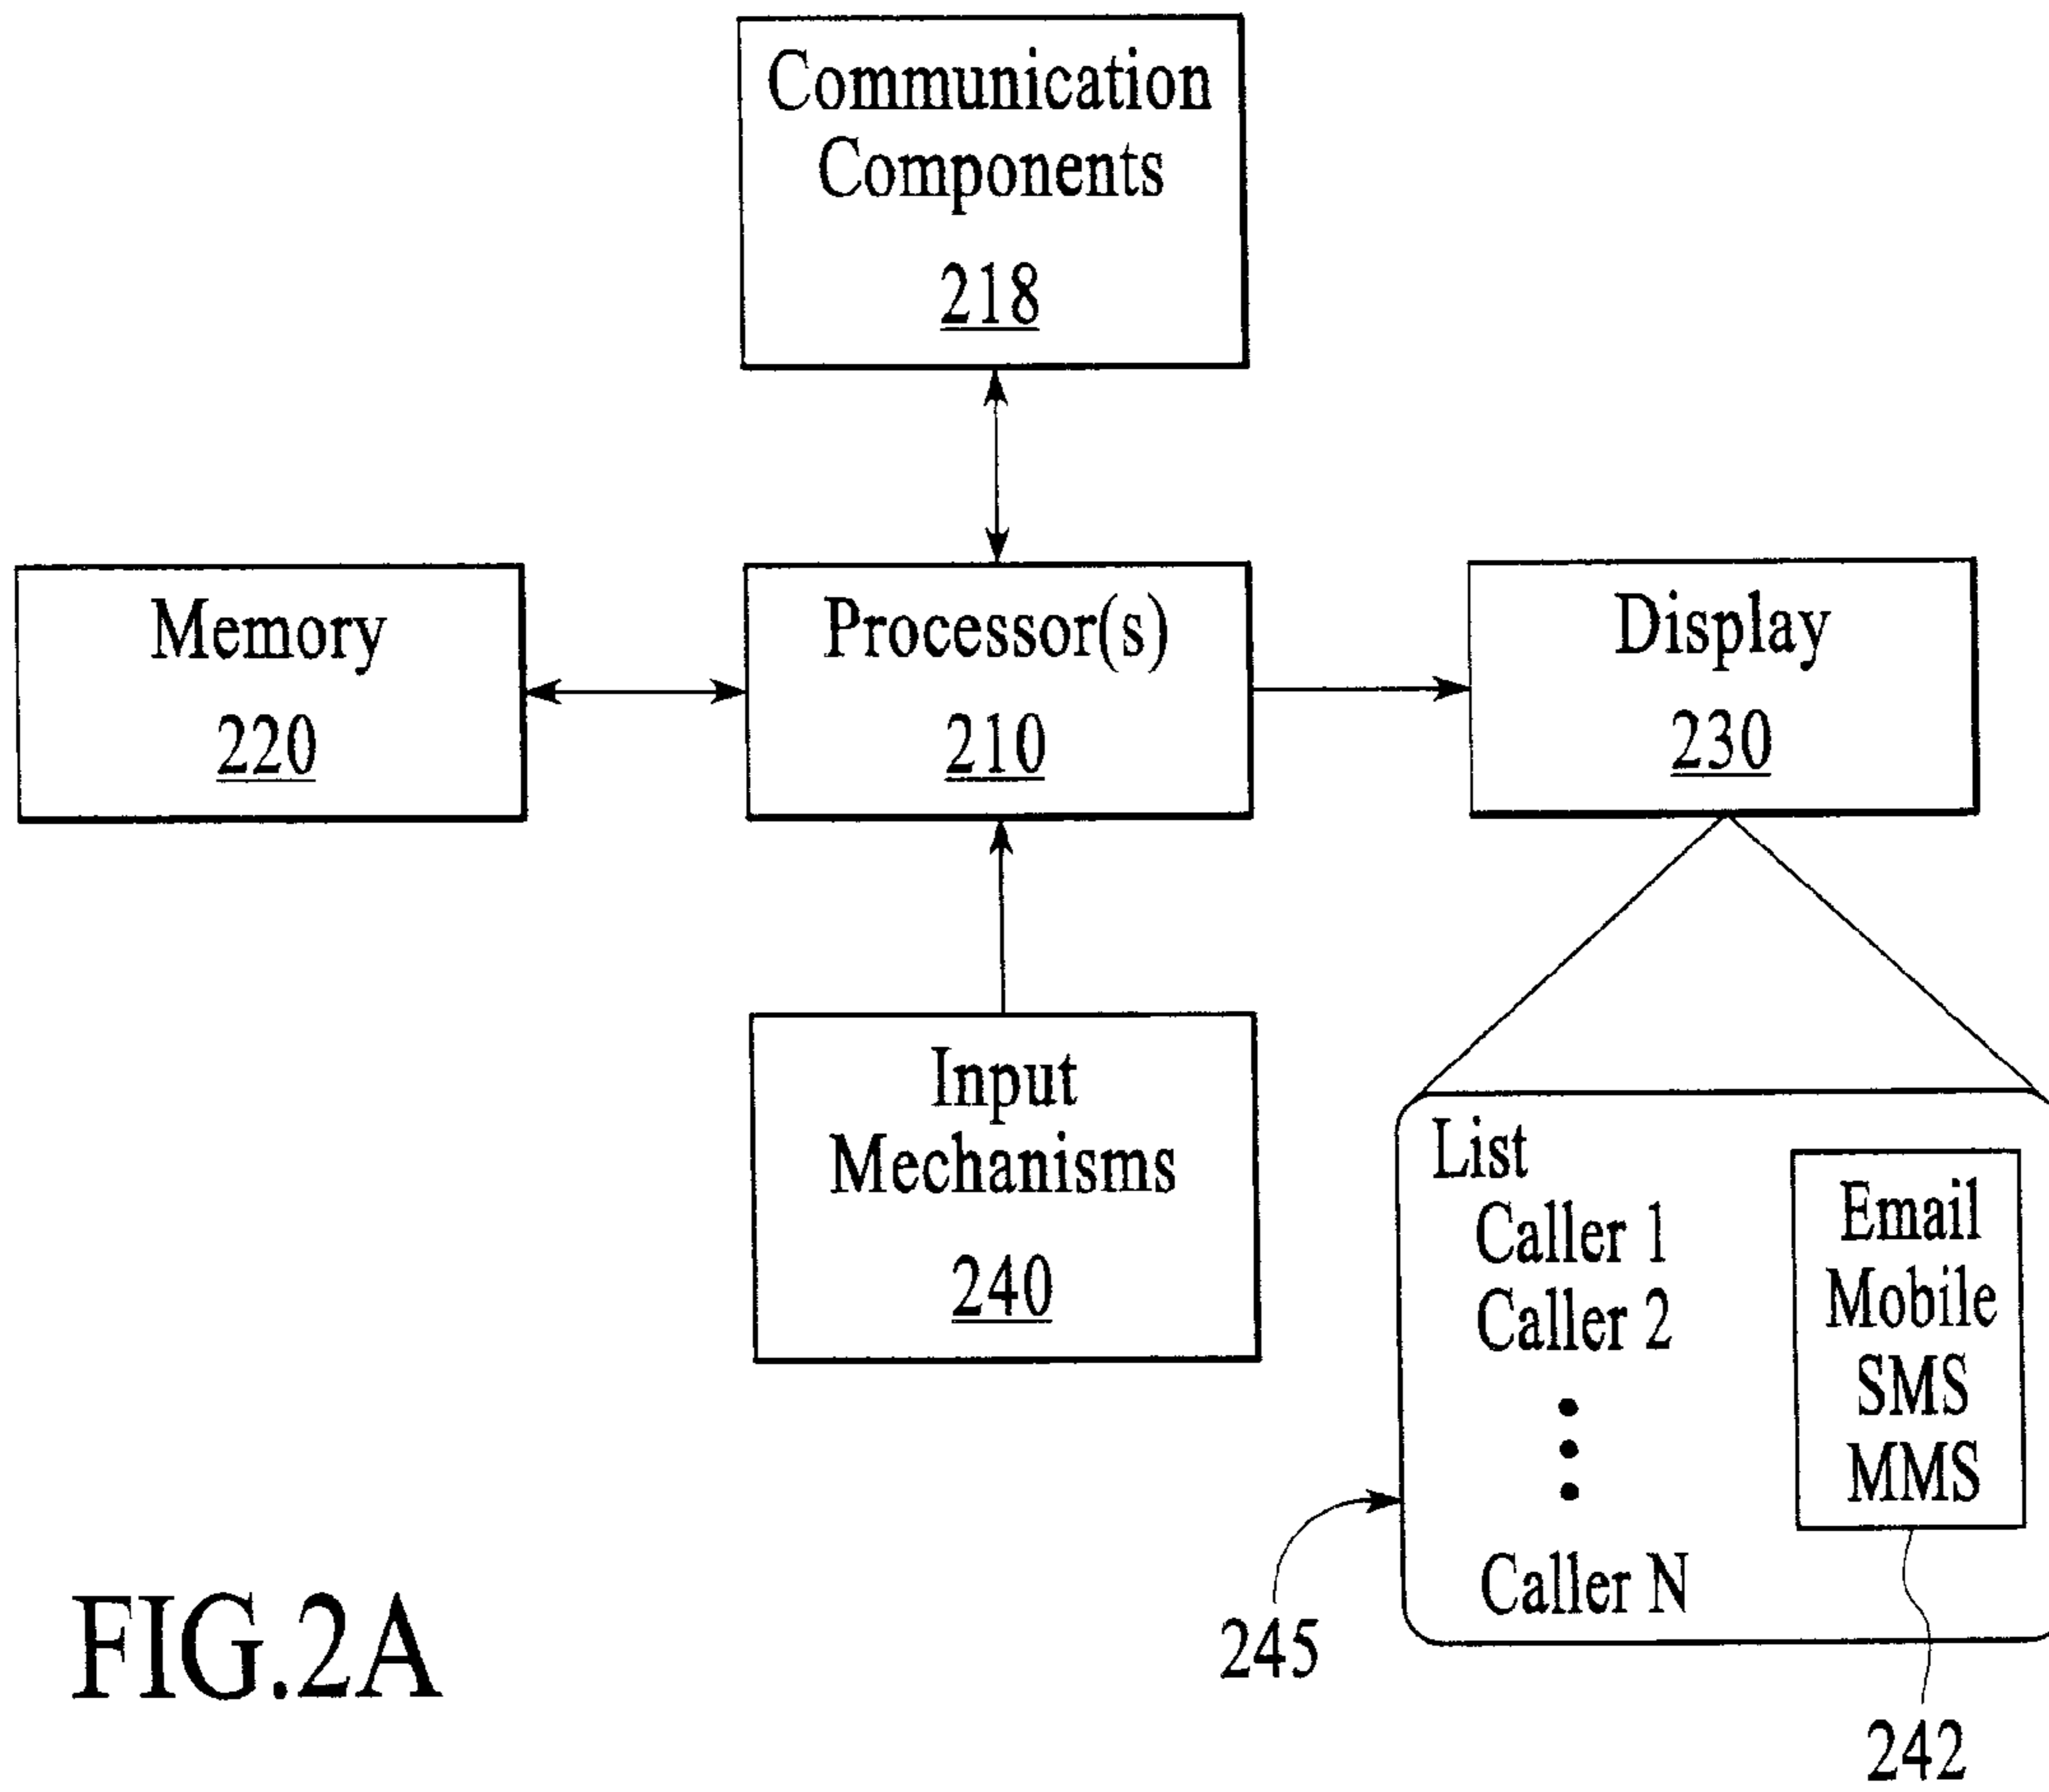 Communication
Components
218
Memory
220
Processor(s)
210
Display
230
Input
Mechanisms
240
List
Caller 1
Caller 2
Caller N
Email
Mobile
SMS
MMS
245
242
FIG.2A